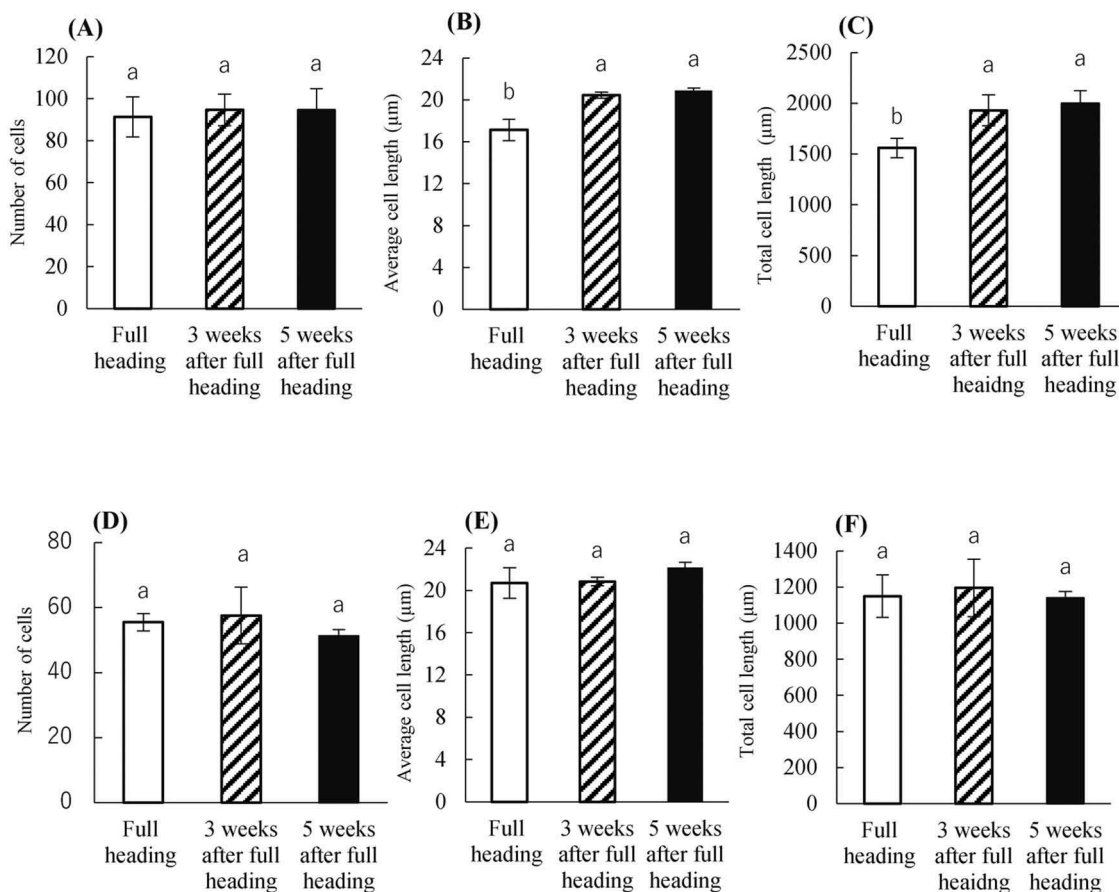 (A)
Number of cells
120
100
80
60
40
20
0
a
a
a
Full
heading
3 weeks
after full
heading
5 weeks
after full
heading
(B)
Average cell length (μm)
24
20
16
12
8
4
0
b
a
a
Full
heading
3 weeks
after full
heading
5 weeks
after full
heading
(C)
Total cell length (μm)
2500
2000
1500
1000
500
0
b
a
a
Full
heading
3 weeks
after full
heaidng
5 weeks
after full
heading
(D)
Number of cells
80
60
40
20
0
a
a
a
Full
heading
3 weeks
after full
heading
5 weeks
after full
heading
(E)
Average cell length (μm)
24
20
16
12
8
4
0
a
a
a
Full
heading
3 weeks
after full
heading
5 weeks
after full
heading
(F)
Total cell length (μm)
1400
1200
1000
800
600
400
200
0
a
a
a
Full
heading
3 weeks
after full
heaidng
5 weeks
after full
heading